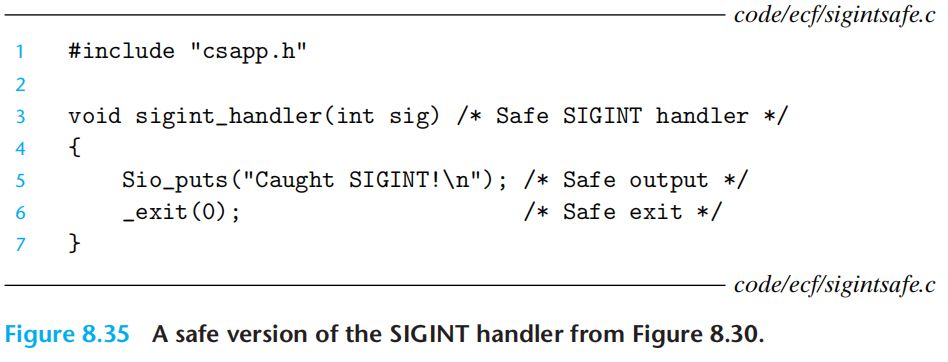 code/ecf/sigintsafe.c
1 #include "csapp.h"
2
3 void sigint_handler(int sig) /* Safe SIGINT handler */
4 {
5 Sio_puts("Caught SIGINT!\n"); /* Safe output */
6 _exit(0); /* Safe exit */
7 }
code/ecf/sigintsafe.c
Figure 8.35 A safe version of the SIGINT handler from Figure 8.30.